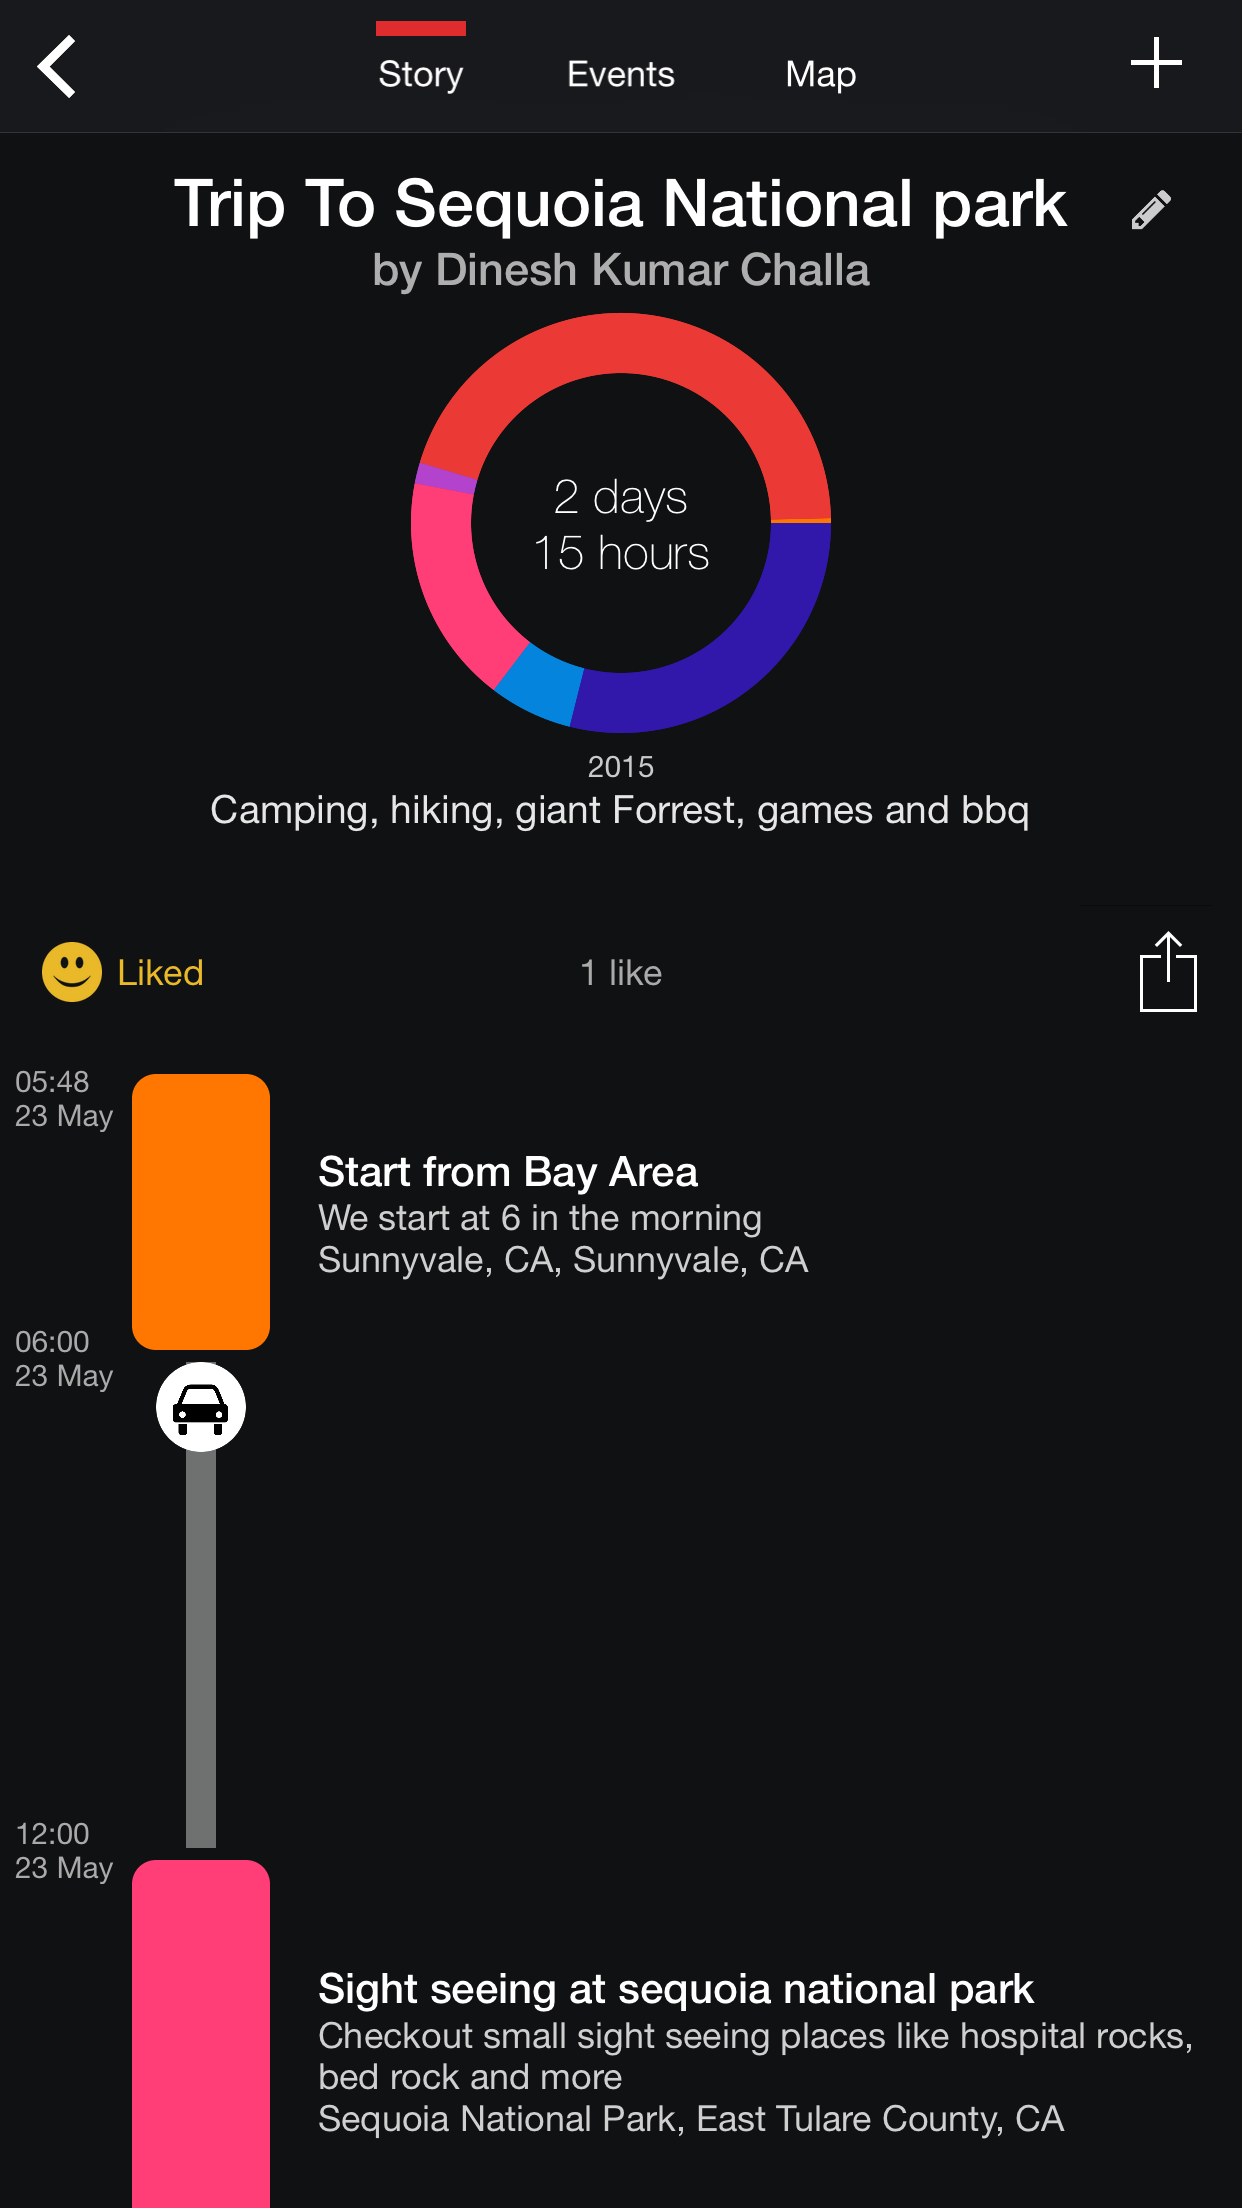 Story Events Map
Trip To Sequoia National park
by Dinesh Kumar Challa
2 days
15 hours
2015
Camping, hiking, giant Forrest, games and bbq
Liked 1 like
05:48
23 May
Start from Bay Area
We start at 6 in the morning
Sunnyvale, CA, Sunnyvale, CA
06:00
23 May
12:00
23 May
Sight seeing at sequoia national park
Checkout small sight seeing places like hospital rocks,
bed rock and more
Sequoia National Park, East Tulare County, CA